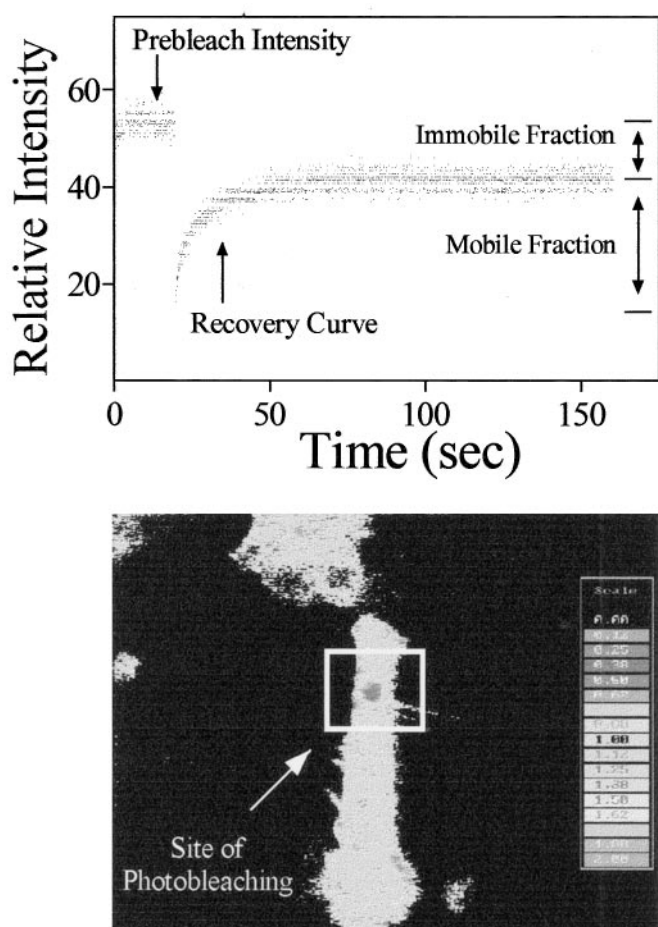 Prebleach Intensity
Relative Intensity
60
40
20
Immobile Fraction
Mobile Fraction
Recovery Curve
0
50
100
150
Time (sec)
Scale
0.00
0.12
0.25
0.38
1.00
1.12
1.25
1.38
1.50
1.62
2.00
Site of
Photobleaching